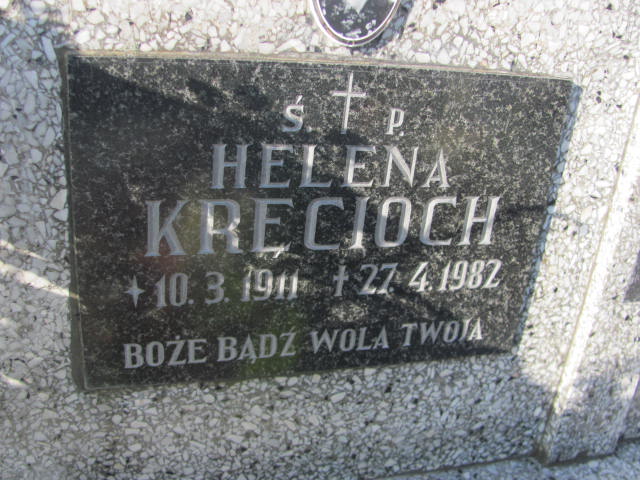 Ś. P.
HELENA
KRĘCIOCH
10. 3. 1911 27. 4. 1982
BOŻE BĄDŹ WOLA TWOJA